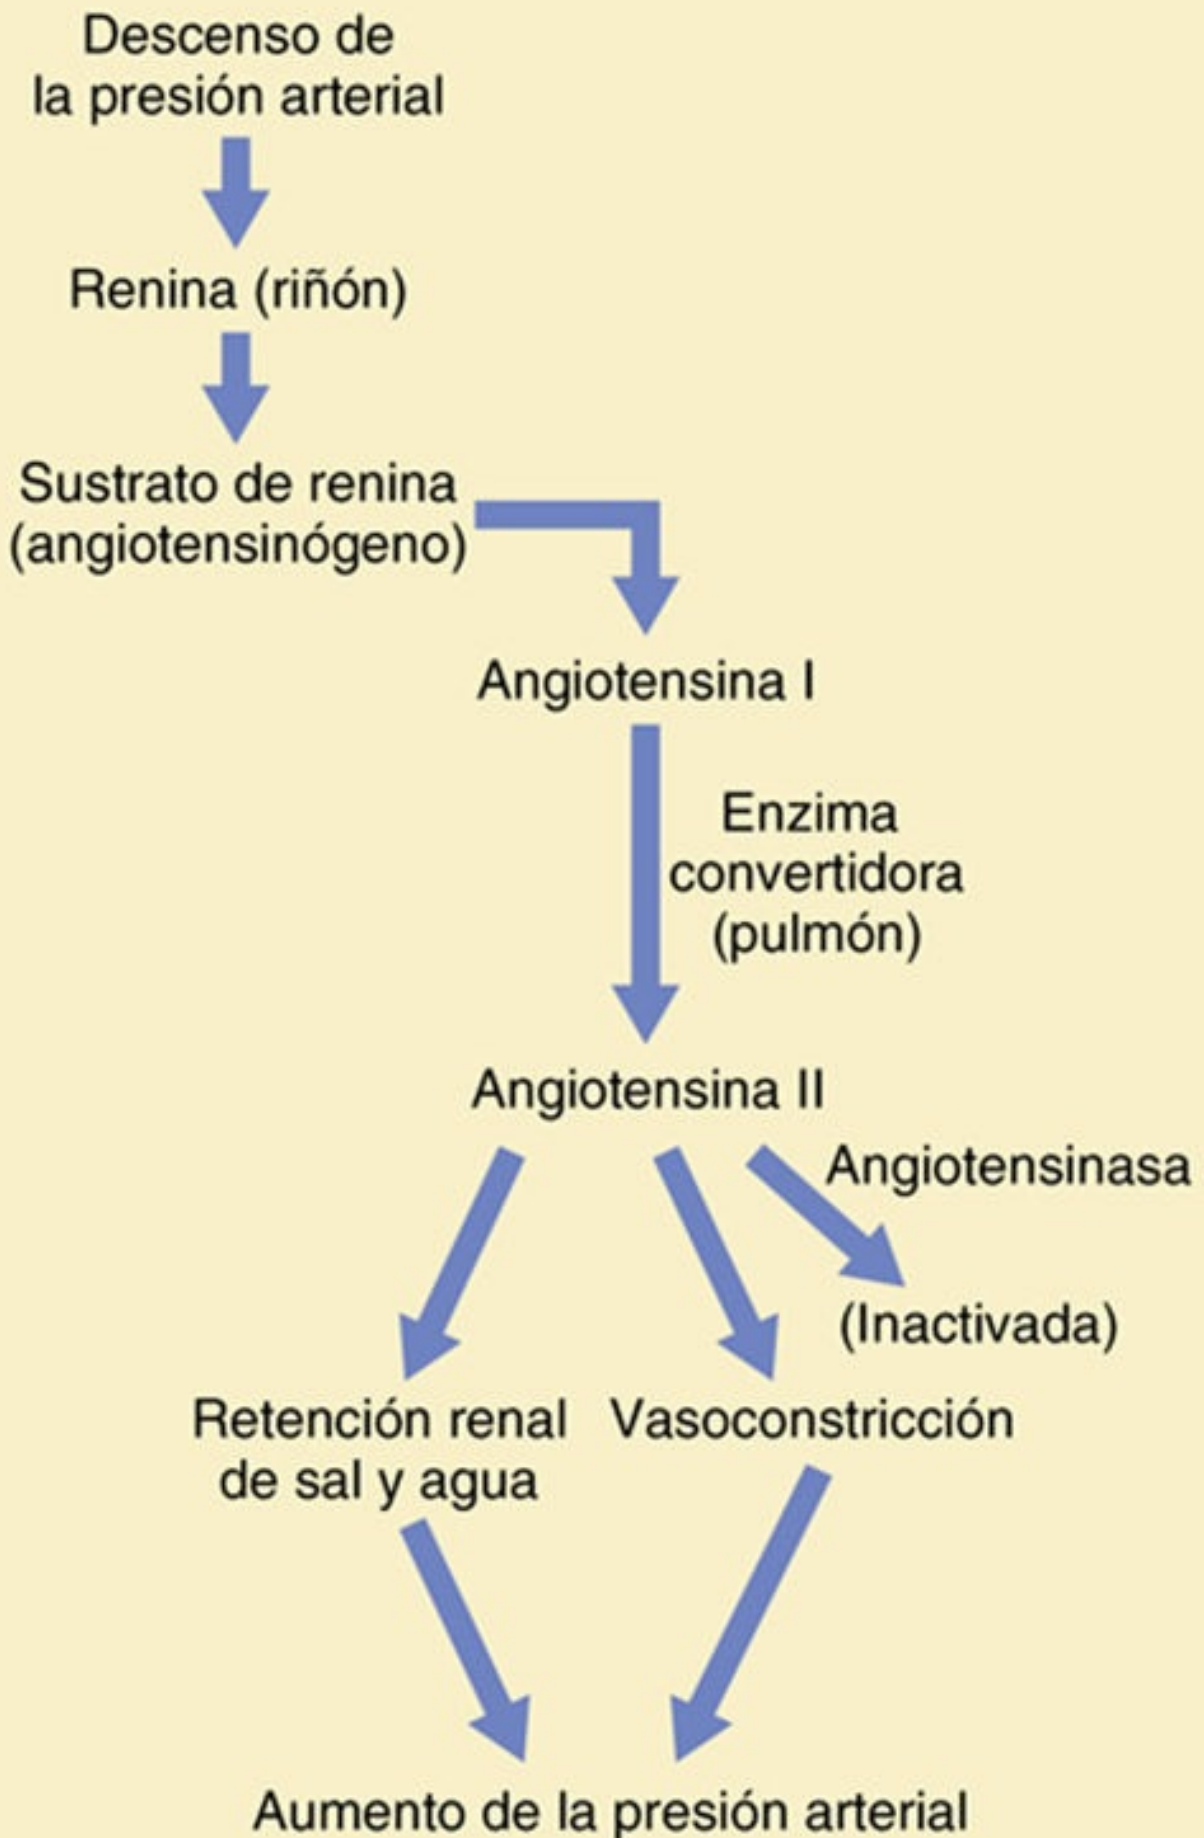 Descenso de
la presión arterial
Renina (riñón)
Sustrato de renina
(angiotensinógeno)
Angiotensina I
Enzima
convertidora
(pulmón)
Angiotensina II
Angiotensinasa
(Inactivada)
Retención renal
de sal y agua
Vasoconstricción
Aumento de la presión arterial